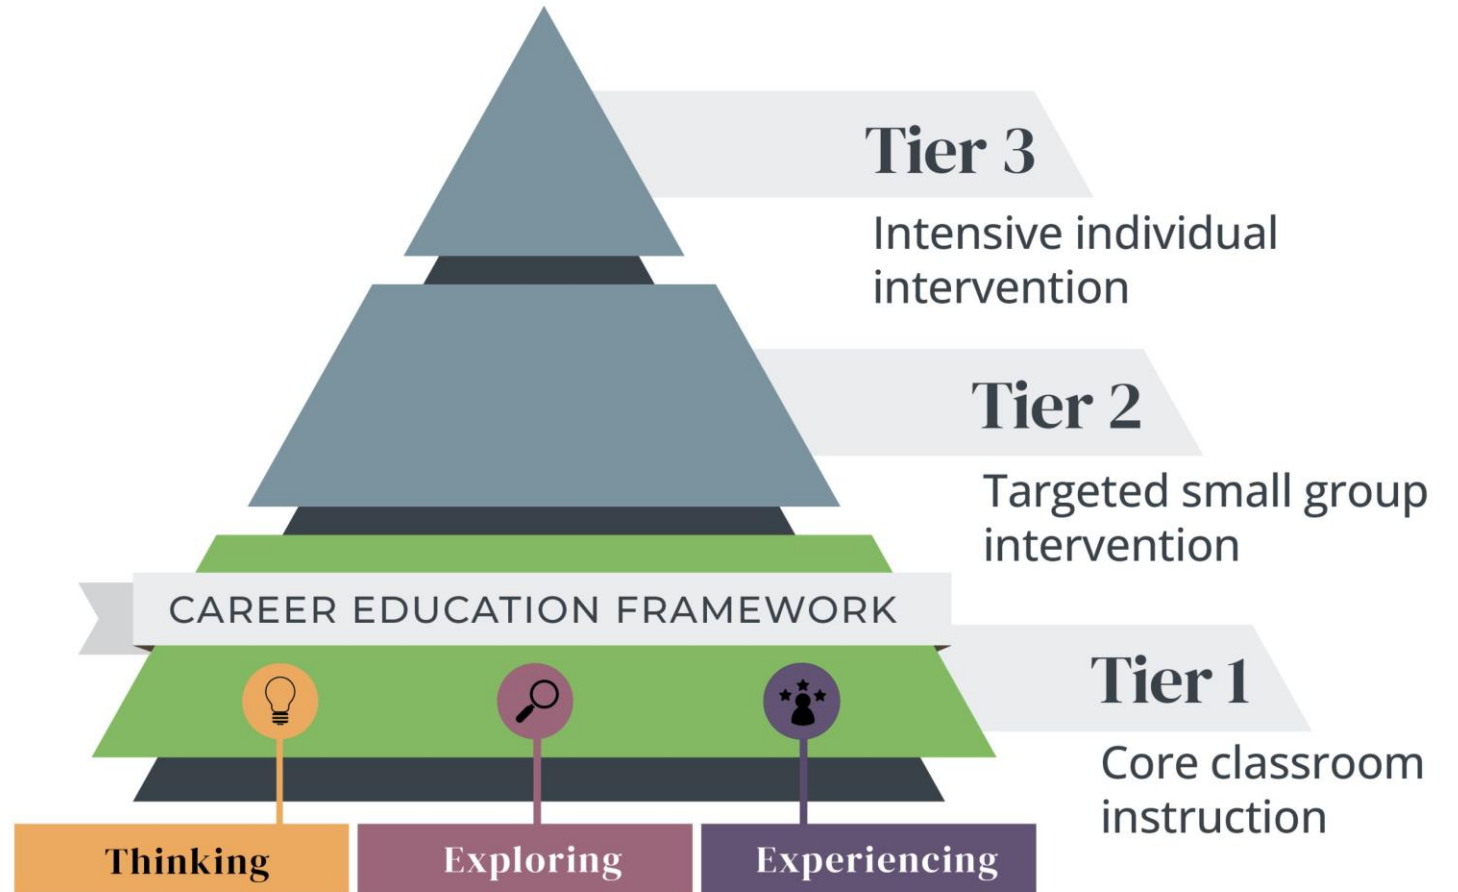 Tier 3
Intensive individual
intervention
Tier 2
Targeted small group
intervention
CAREER EDUCATION FRAMEWORK
Tier 1
Core classroom
instruction
Thinking
Exploring
Experiencing